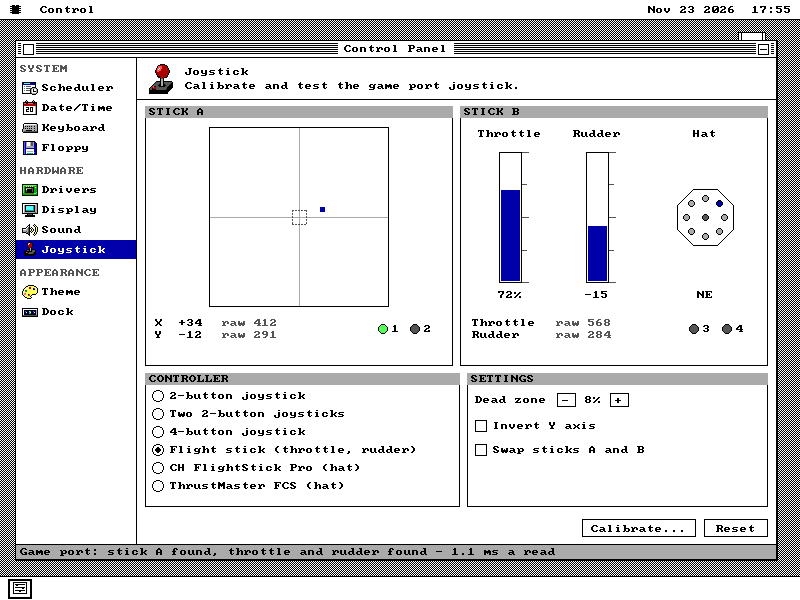 Control
Nov 23 2026 17:55
Control Panel
SYSTEM
Scheduler
Date/Time
Keyboard
Floppy
HARDWARE
Drivers
Display
Sound
Joystick
APPEARANCE
Theme
Dock
Joystick
Calibrate and test the game port joystick.
STICK A
X +34 raw 412
Y -12 raw 291
1 2
STICK B
Throttle Rudder Hat
72% -15 NE
Throttle raw 568
Rudder raw 284
3 4
CONTROLLER
2-button joystick
Two 2-button joysticks
4-button joystick
Flight stick (throttle, rudder)
CH FlightStick Pro (hat)
ThrustMaster FCS (hat)
SETTINGS
Dead zone - 8% +
Invert Y axis
Swap sticks A and B
Calibrate... Reset
Game port: stick A found, throttle and rudder found - 1.1 ms a read